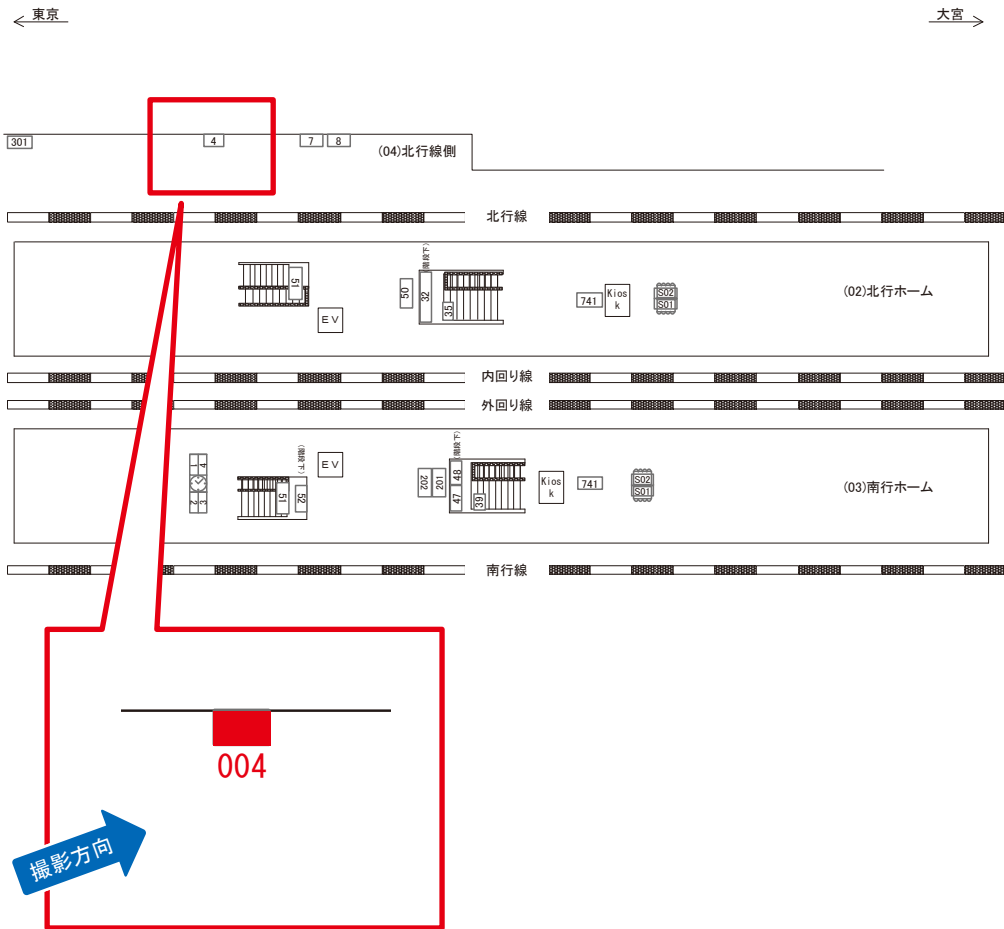 東京
大宮
301
4
7
8
(04)北行線側
北行線
51
EV
50
(階段下)
32
35
741
Kios
k
S02
S01
(02)北行ホーム
内回り線
外回り線
1
4
2
3
51
(階段下)
52
EV
202
201
(階段下)
48
47
39
Kios
k
741
S02
S01
(03)南行ホーム
南行線
004
撮影方向